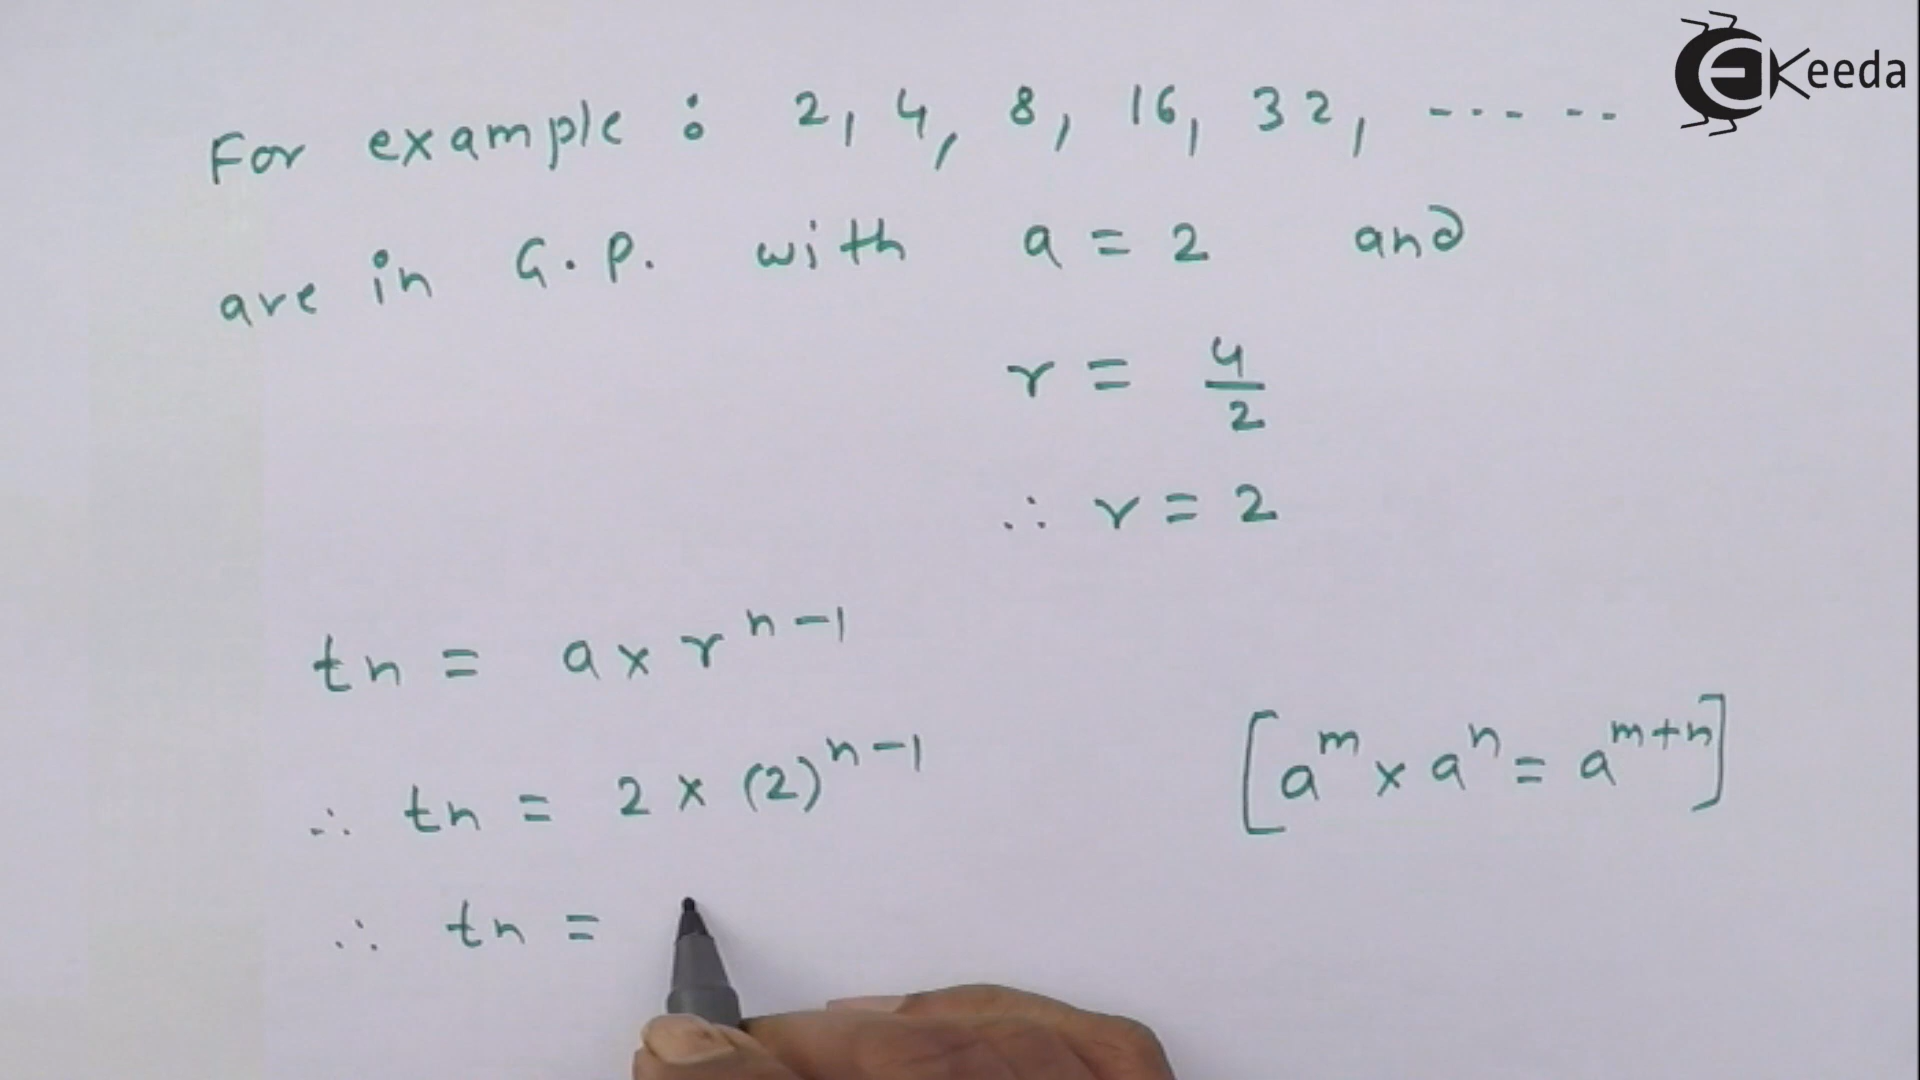 EKeeda
For example : 2, 4, 8, 16, 32, -----
are in G.P. with a = 2 and
r = 4/2
∴ r = 2
tn = a × r^n-1
∴ tn = 2 × (2)^n-1
[a^m × a^n = a^m+n]
∴ tn =